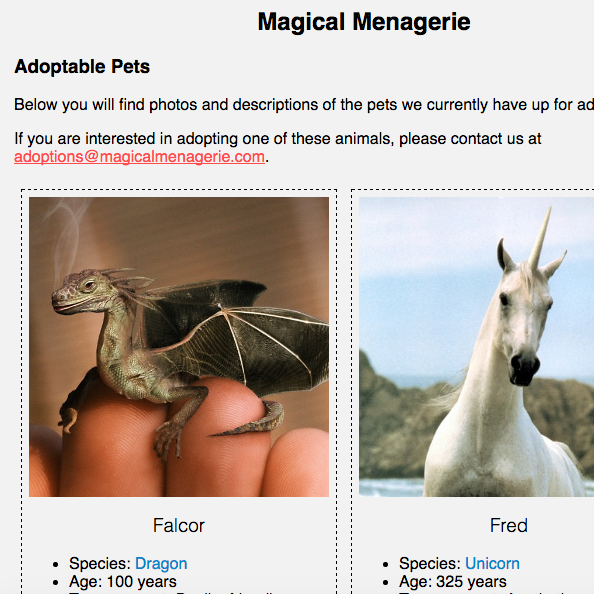 Magical Menagerie
Adoptable Pets
Below you will find photos and descriptions of the pets we currently have up for ad
If you are interested in adopting one of these animals, please contact us at
adoptions@magicalmenagerie.com.
Falcor
Species: Dragon
Age: 100 years
Fred
Species: Unicorn
Age: 325 years